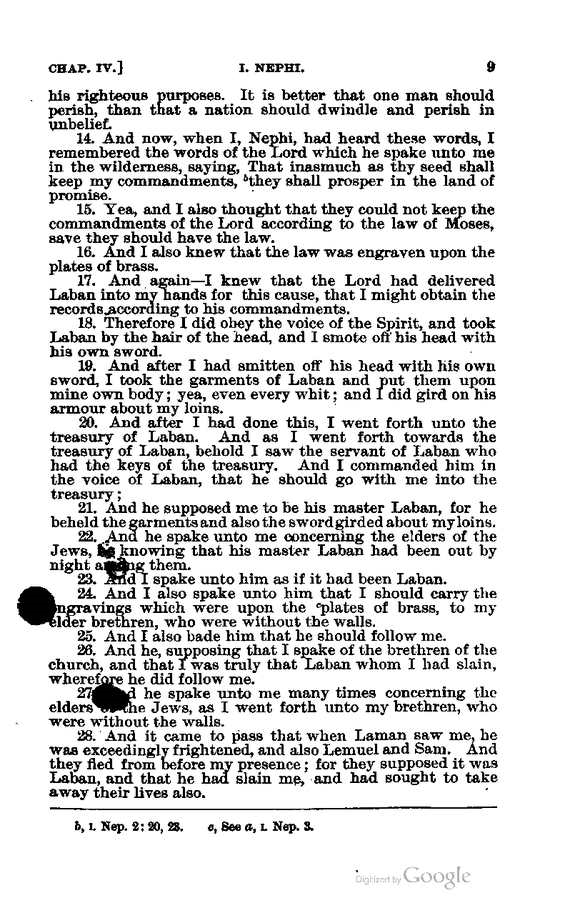 CHAP. IV.] I. NEPHI. 9
his righteous purposes. It is better that one man should
perish, than that a nation should dwindle and perish in
unbelief.
14. And now, when I, Nephi, had heard these words, I
remembered the words of the Lord which he spake unto me
in the wilderness, saying, That inasmuch as thy seed shall
keep my commandments, bthey shall prosper in the land of
promise.
15. Yea, and I also thought that they could not keep the
commandments of the Lord according to the law of Moses,
save they should have the law.
16. And I also knew that the law was engraven upon the
plates of brass.
17. And again—I knew that the Lord had delivered
Laban into my hands for this cause, that I might obtain the
records according to his commandments.
18. Therefore I did obey the voice of the Spirit, and took
Laban by the hair of the head, and I smote off his head with
his own sword.
19. And after I had smitten off his head with his own
sword, I took the garments of Laban and put them upon
mine own body; yea, even every whit; and I did gird on his
armour about my loins.
20. And after I had done this, I went forth unto the
treasury of Laban. And as I went forth towards the
treasury of Laban, behold I saw the servant of Laban who
had the keys of the treasury. And I commanded him in
the voice of Laban, that he should go with me into the
treasury;
21. And he supposed me to be his master Laban, for he
beheld the garments and also the sword girded about my loins.
22. And he spake unto me concerning the elders of the
Jews, he knowing that his master Laban had been out by
night among them.
23. And I spake unto him as if it had been Laban.
24. And I also spake unto him that I should carry the
engravings which were upon the cplates of brass, to my
elder brethren, who were without the walls.
25. And I also bade him that he should follow me.
26. And he, supposing that I spake of the brethren of the
church, and that I was truly that Laban whom I had slain,
wherefore he did follow me.
27. And he spake unto me many times concerning the
elders of the Jews, as I went forth unto my brethren, who
were without the walls.
28. And it came to pass that when Laman saw me, he
was exceedingly frightened, and also Lemuel and Sam. And
they fled from before my presence; for they supposed it was
Laban, and that he had slain me, and had sought to take
away their lives also.
b, I. Nep. 2: 20, 23. c, See a, I. Nep. 3.
Digitized by Google